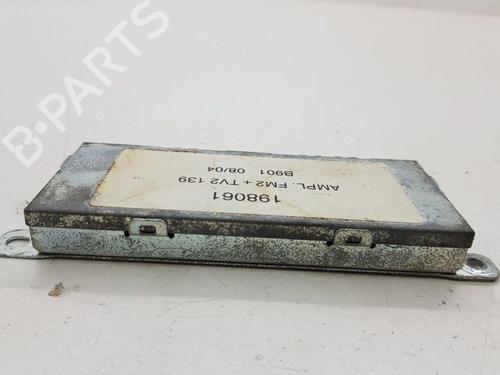 B-PARTS
198061
AMPL. FM2 + TV2 139
B901 08/04